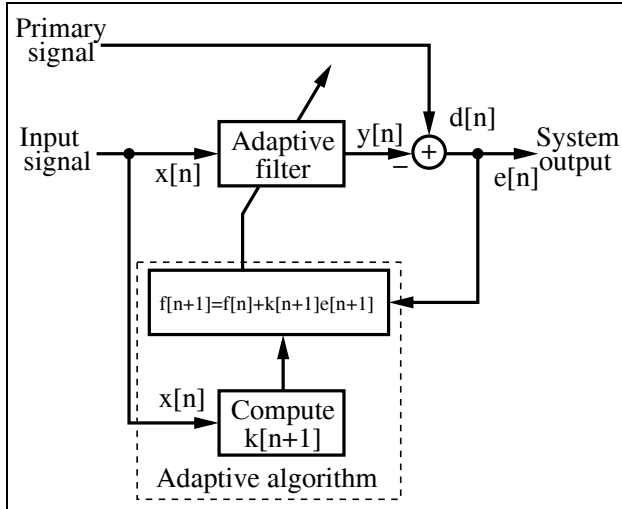 Primary
signal
d[n]
Input
signal
x[n]
Adaptive
filter
y[n]
−
+
e[n]
System
output
f[n+1]=f[n]+k[n+1]e[n+1]
x[n]
Compute
k[n+1]
Adaptive algorithm